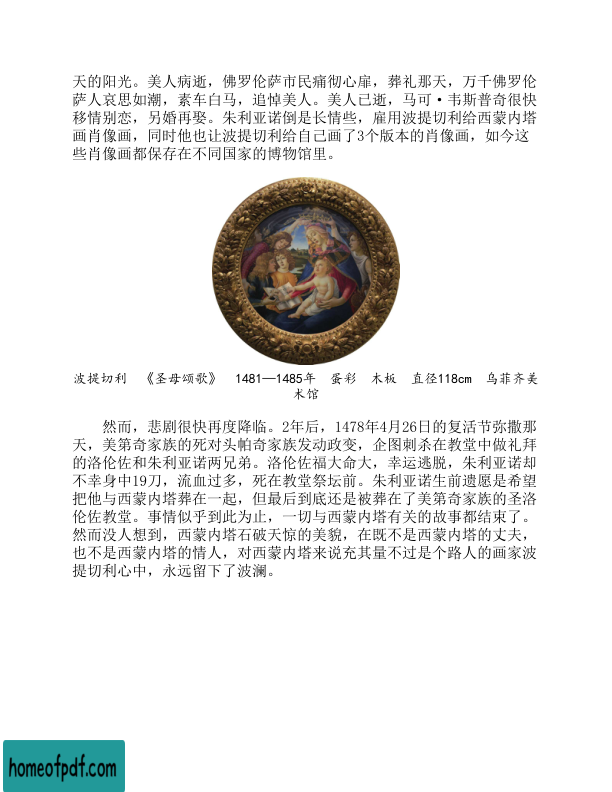 天的阳光。美人病逝，佛罗伦萨市民痛彻心扉，葬礼那天，万千佛罗伦
萨人哀思如潮，素车白马，追悼美人。美人已逝，马可·韦斯普奇很快
移情别恋，另婚再娶。朱利亚诺倒是长情些，雇用波提切利给西蒙内塔
画肖像画，同时他也让波提切利给自己画了3个版本的肖像画，如今这
些肖像画都保存在不同国家的博物馆里。
波提切利 《圣母颂歌》 1481—1485年 蛋彩 木板 直径118cm 乌菲齐美
术馆
然而，悲剧很快再度降临。2年后，1478年4月26日的复活节弥撒那
天，美第奇家族的死对头帕奇家族发动政变，企图刺杀在教堂中做礼拜
的洛伦佐和朱利亚诺两兄弟。洛伦佐福大命大，幸运逃脱，朱利亚诺却
不幸身中19刀，流血过多，死在教堂祭坛前。朱利亚诺生前遗愿是希望
把他与西蒙内塔葬在一起，但最后到底还是被葬在了美第奇家族的圣洛
伦佐教堂。事情似乎到此为止，一切与西蒙内塔有关的故事都结束了。
然而没人想到，西蒙内塔石破天惊的美貌，在既不是西蒙内塔的丈夫，
也不是西蒙内塔的情人，对西蒙内塔来说充其量不过是个路人的画家波
提切利心中，永远留下了波澜。
homeofpdf.com